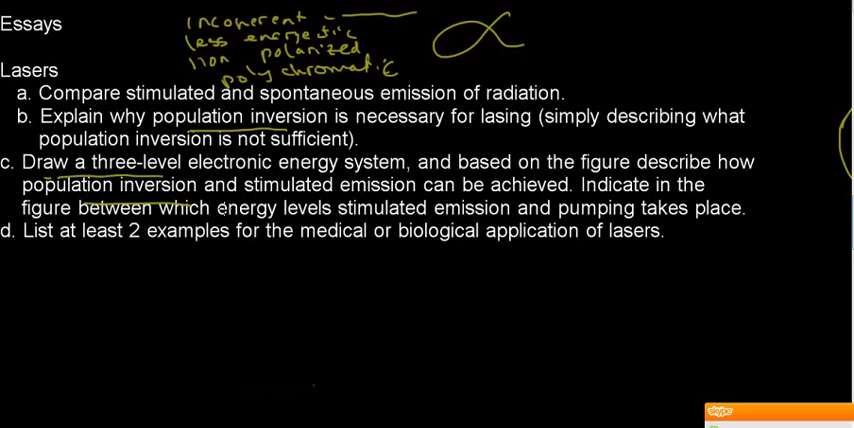 Essays
incoherent -
less energestic
non polarized
poly chromatic
Lasers
a. Compare stimulated and spontaneous emission of radiation.
b. Explain why population inversion is necessary for lasing (simply describing what
population inversion is not sufficient).
c. Draw a three-level electronic energy system, and based on the figure describe how
population inversion and stimulated emission can be achieved. Indicate in the
figure between which energy levels stimulated emission and pumping takes place.
d. List at least 2 examples for the medical or biological application of lasers.
skype